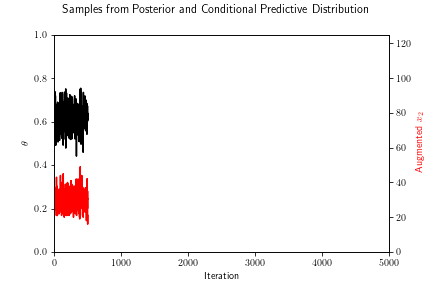 Samples from Posterior and Conditional Predictive Distribution
1.0
0.8
0.6
0.4
0.2
0.0
θ
0 1000 2000 3000 4000 5000
Iteration
120
100
80
60
40
20
0
Augmented x₂